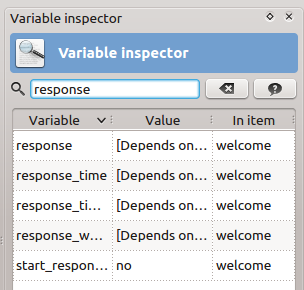 Variable inspector
Variable inspector
response
Variable Value In item
response [Depends on... welcome
response_time [Depends on... welcome
response_ti... [Depends on... welcome
response_w... [Depends on... welcome
start_respon... no welcome